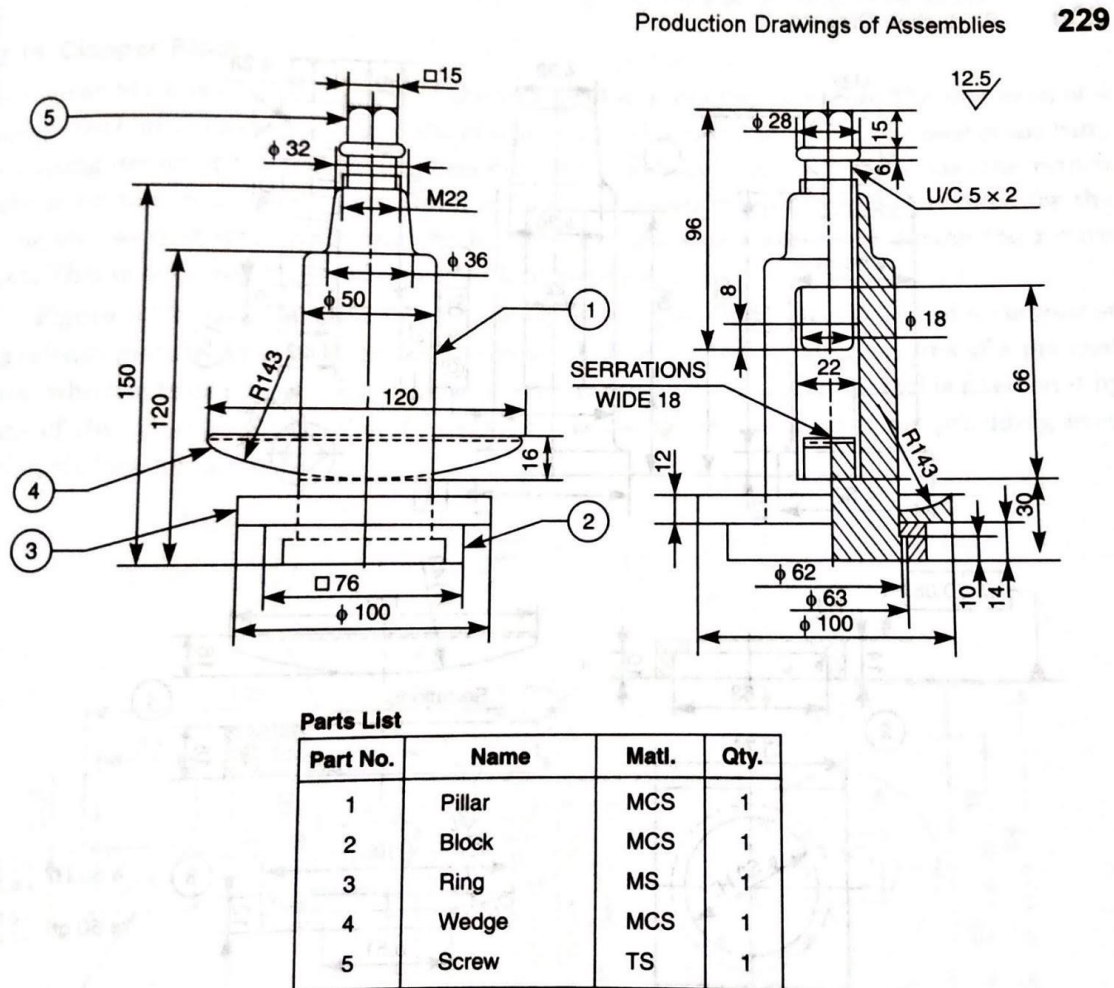 Production Drawings of Assemblies 229
□15
5
ϕ 32
M22
ϕ 36
ϕ 50
1
150
120
R143
120
16
4
3
2
□ 76
ϕ 100
12.5
ϕ 28
15
6
U/C 5 × 2
96
8
ϕ 18
SERRATIONS
WIDE 18
22
66
R143
12
30
ϕ 62
10
14
ϕ 63
ϕ 100
Parts List
Part No. Name Matl. Qty.
1 Pillar MCS 1
2 Block MCS 1
3 Ring MS 1
4 Wedge MCS 1
5 Screw TS 1